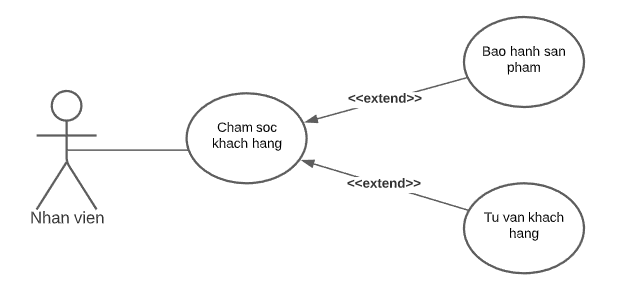 Bao hanh san
pham
<<extend>>
Cham soc
khach hang
<<extend>>
Nhan vien
Tu van khach
hang